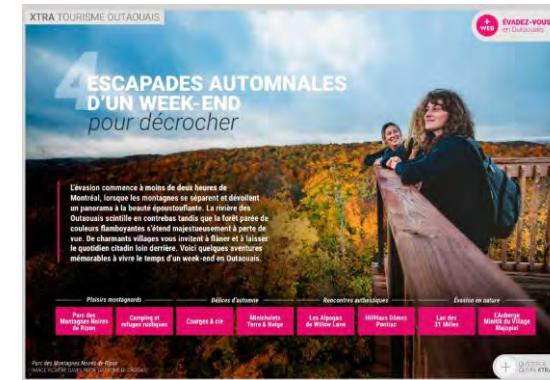 XTRA TOURISME OUTAOUAIS
+
WEB
ÉVADEZ-VOUS
en Outaouais
4 ESCAPADES AUTOMNALES
D'UN WEEK-END
pour décrocher
L'évasion commence à moins de deux heures de
Montréal, lorsque les montagnes se séparent et dévoilent
un panorama à la beauté époustouflante. La rivière des
Outaouais scintille en contrebas tandis que la forêt parée de
couleurs flamboyantes s'étend majestueusement à perte de
vue. De charmants villages vous invitent à flâner et à laisser
le quotidien citadin loin derrière. Voici quelques aventures
mémorables à vivre le temps d'un week-end en Outaouais.
Plaisirs montagnards
Délices d'automne
Rencontres authentiques
Évasion en nature
Parc des
Montagnes Noires
de Ripon
Camping et
refuges rustiques
Courges & cie
Minichalets
Terre & Neige
Les Alpagas
de Willow Lane
HillHaus Dômes
Pontiac
Lac des
31 Milles
L'Auberge
Miniık du Village
Majopial
Parc des Montagnes Noires de Ripon
+
XTRA